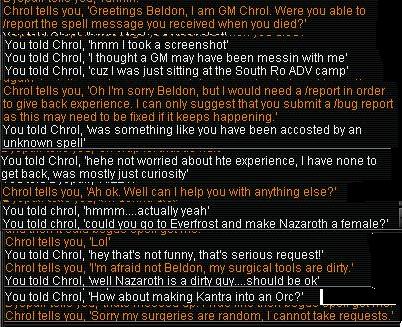 Chrol tells you, 'Greetings Beldon, I am GM Chrol. Were you able to
/report the spell message you received when you died?'
You told Chrol, 'hmm I took a screenshot'
You told Chrol, 'I thought a GM may have been messin with me'
You told Chrol, 'cuz I was just sitting at the South Ro ADV camp'
Chrol tells you, 'Oh I'm sorry Beldon, but I would need a /report in order
to give back experience. I can only suggest that you submit a /bug report
as this may need to be fixed if it keeps happening.'
You told Chrol, 'was something like you have been accosted by an
unknown spell'
You told Chrol, 'hehe not worried about hte experience, I have none to
get back, was mostly just curiosity'
Chrol tells you, 'Ah ok. Well can I help you with anything else?'
You told Chrol, 'hmmm....actually yeah'
You told Chrol, 'could you go to Everfrost and make Nazaroth a female?'
Chrol tells you, 'Lol'
You told Chrol, 'hey that's not funny, that's serious request!'
Chrol tells you, 'I'm afraid not Beldon, my surgical tools are dirty.'
You told Chrol, 'well Nazaroth is a dirty guy....should be ok'
You told Chrol, 'How about making Kantra into an Orc?'
Chrol tells you, 'Sorry my surgeries are random, I cannot take requests.'